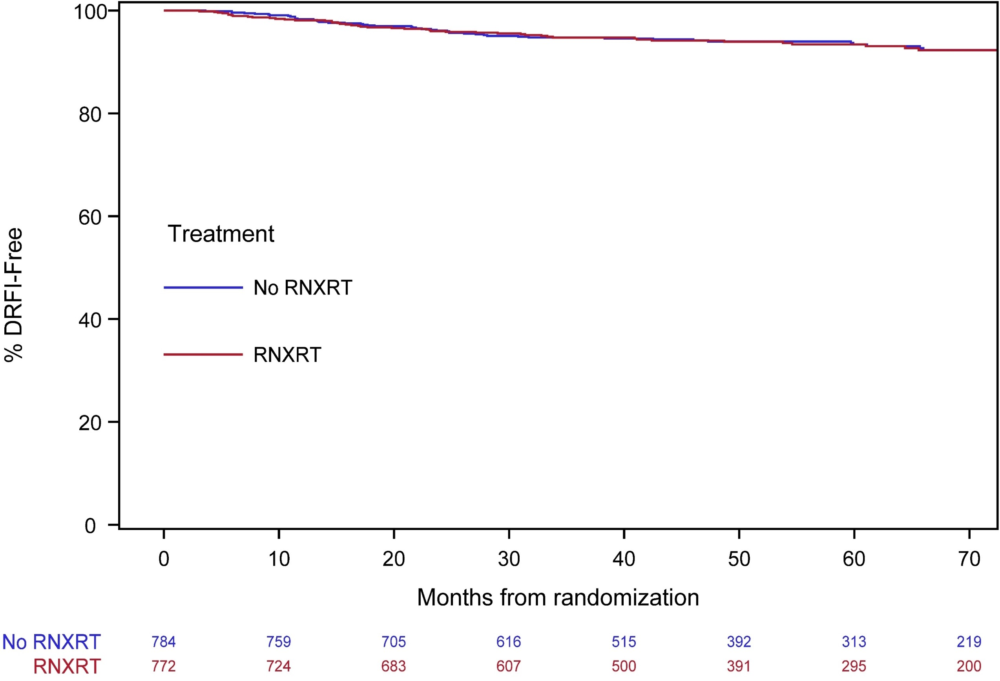 100
80
60
40
20
0
% DRFI-Free
Treatment
No RNXRT
RNXRT
0 10 20 30 40 50 60 70
Months from randomization
No RNXRT 784 759 705 616 515 392 313 219
RNXRT 772 724 683 607 500 391 295 200